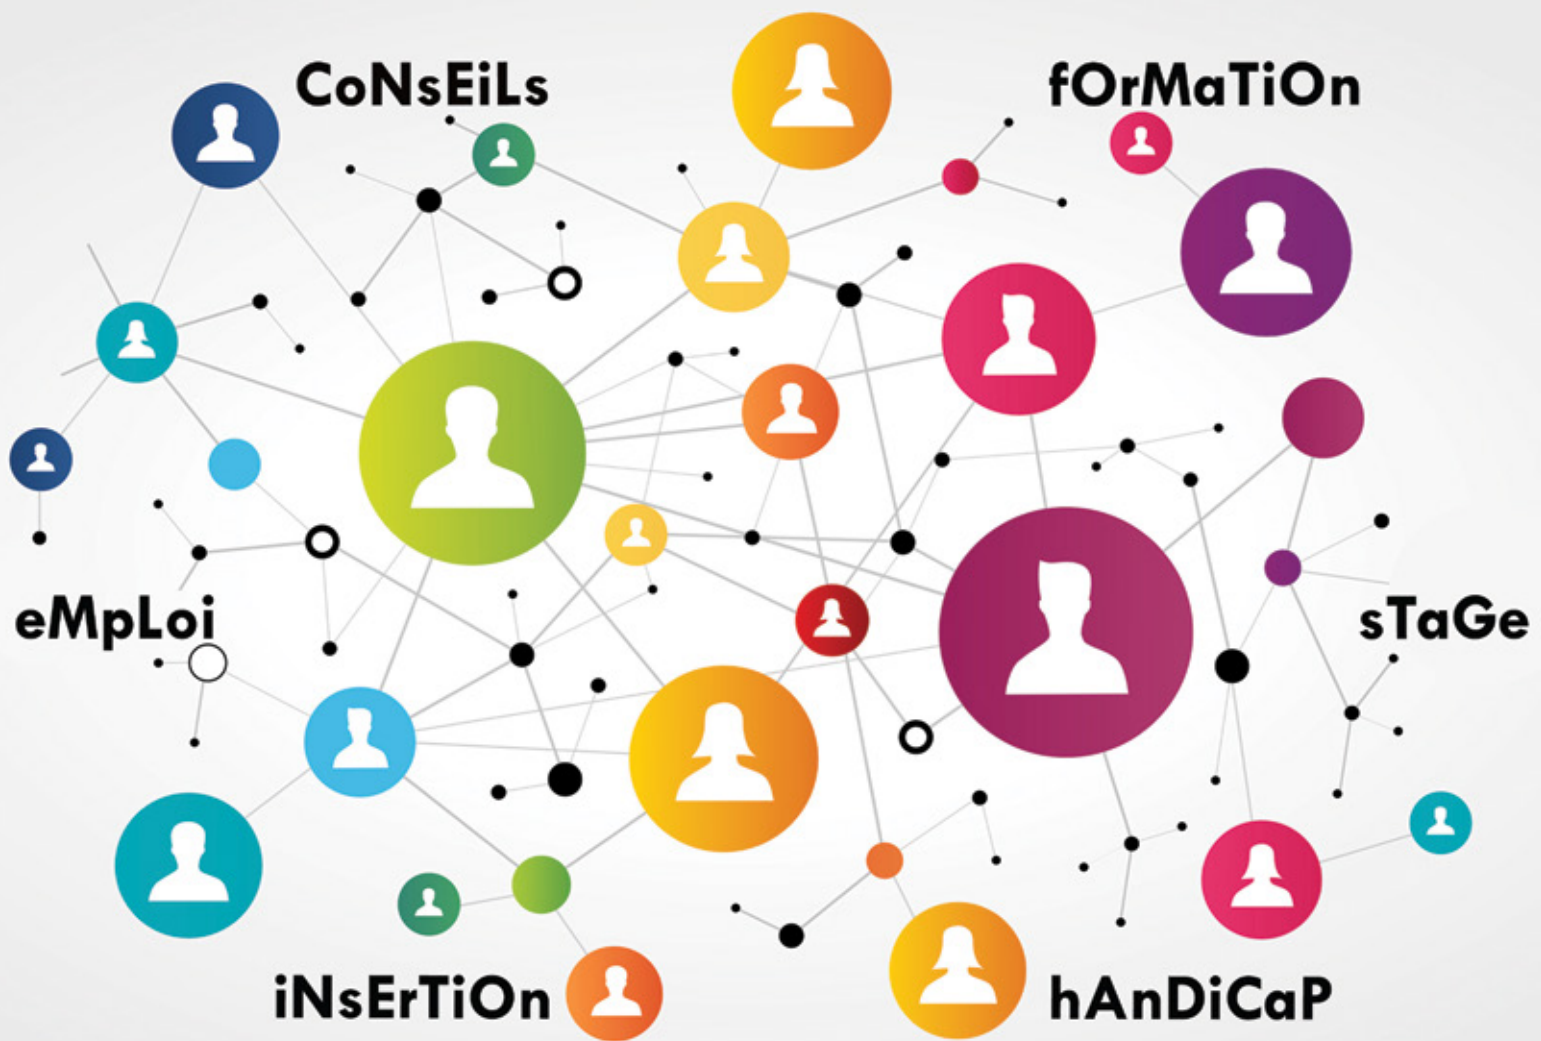 CoNsEiLs
fOrMaTiOn
eMpLoi
sTaGe
iNsErTiOn
hAnDiCaP